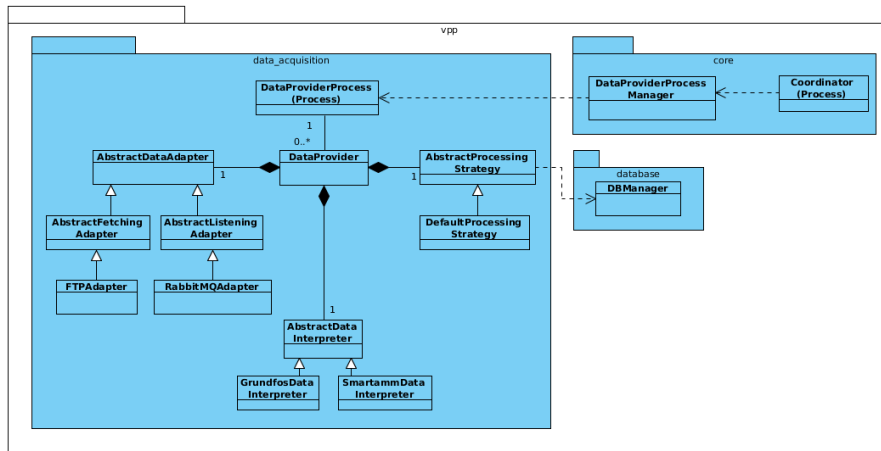 vpp
data_acquisition
core
DataProviderProcess
(Process)
DataProviderProcess
Manager
Coordinator
(Process)
1
0..*
AbstractDataAdapter
1
DataProvider
1
AbstractProcessing
Strategy
database
DBManager
AbstractFetching
Adapter
AbstractListening
Adapter
DefaultProcessing
Strategy
FTPAdapter
RabbitMQAdapter
1
AbstractData
Interpreter
GrundfosData
Interpreter
SmartammData
Interpreter